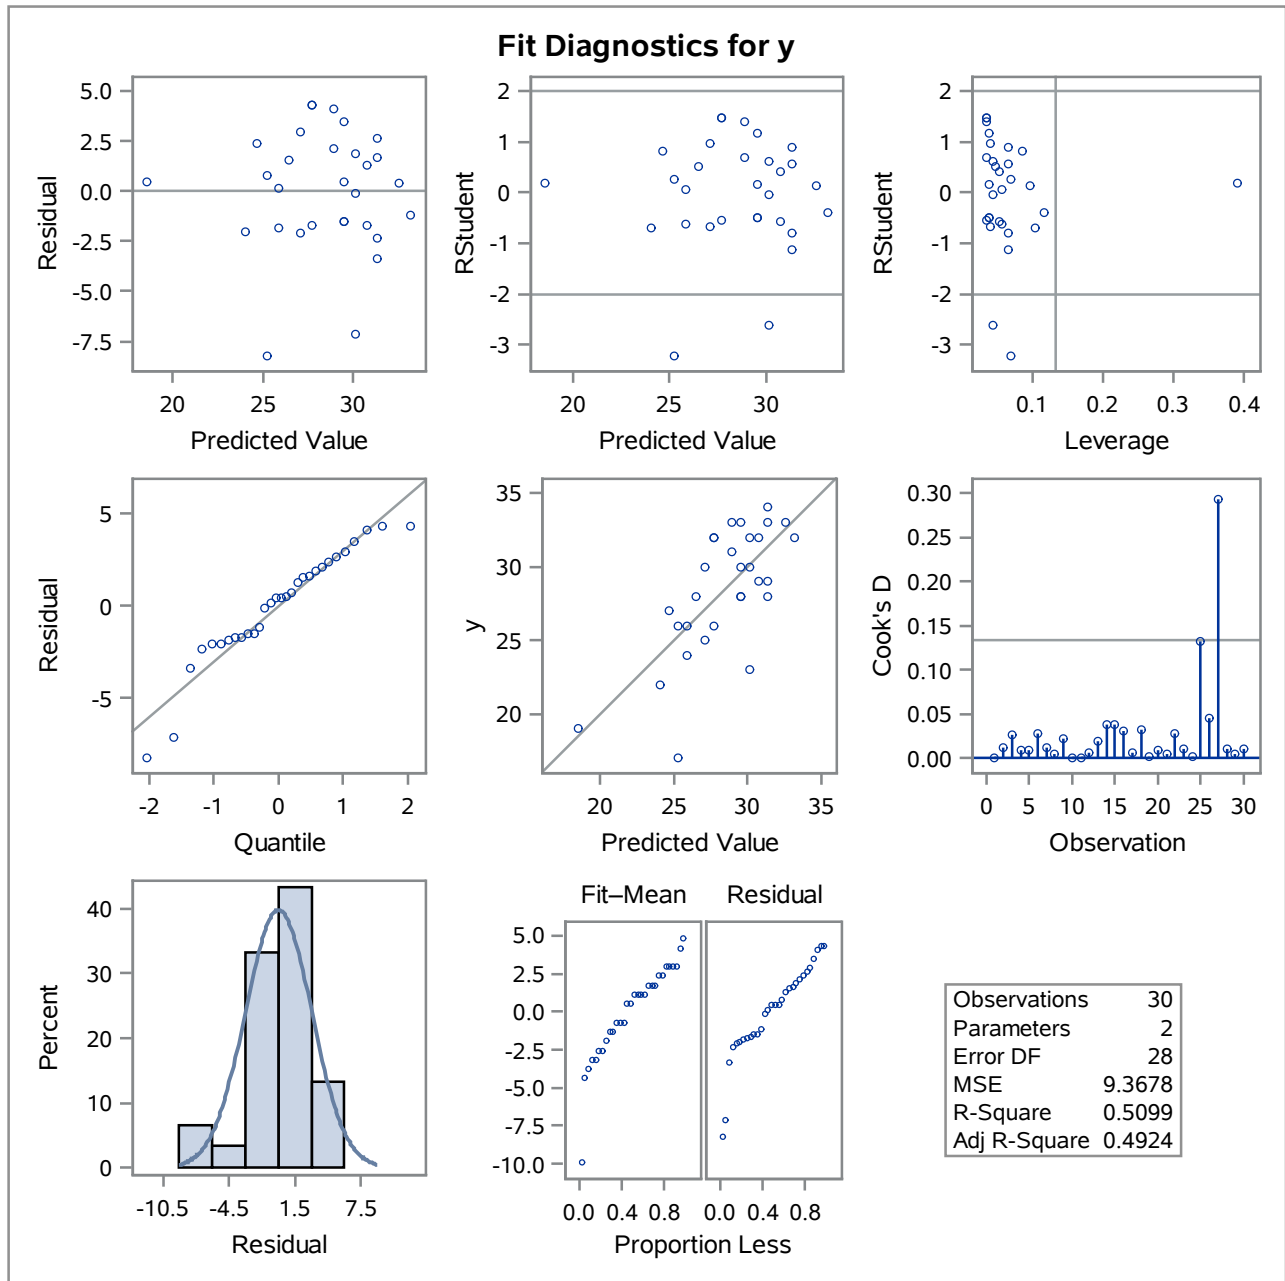 Fit Diagnostics for y
5.0
2.5
0.0
-2.5
-5.0
-7.5
Residual
20 25 30
Predicted Value
2
1
0
-1
-2
-3
RStudent
20 25 30
Predicted Value
2
1
0
-1
-2
-3
RStudent
0.1 0.2 0.3 0.4
Leverage
5
0
-5
Residual
-2 -1 0 1 2
Quantile
35
30
25
20
y
20 25 30 35
Predicted Value
0.30
0.25
0.20
0.15
0.10
0.05
0.00
Cook's D
0 5 10 15 20 25 30
Observation
40
30
20
10
0
Percent
-10.5 -4.5 1.5 7.5
Residual
Fit–Mean Residual
5.0
2.5
0.0
-2.5
-5.0
-7.5
-10.0
0.0 0.4 0.8 0.0 0.4 0.8
Proportion Less
Observations 30
Parameters 2
Error DF 28
MSE 9.3678
R-Square 0.5099
Adj R-Square 0.4924